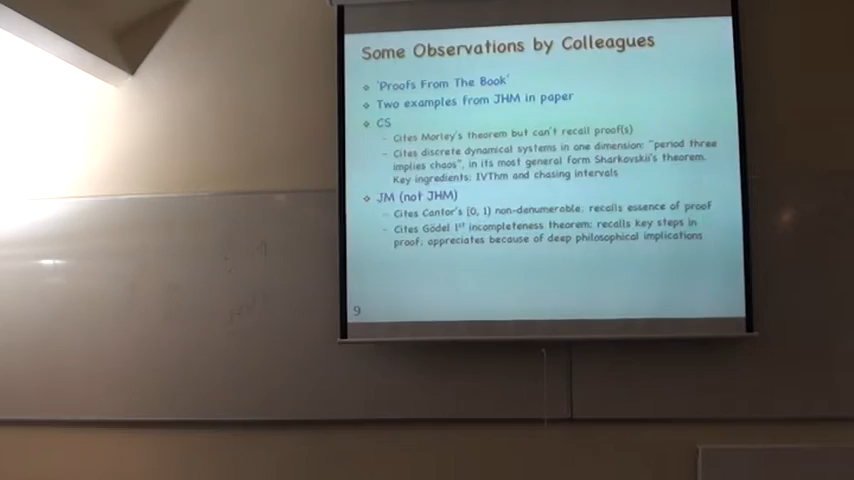 Some Observations by Colleagues
'Proofs From The Book'
Two examples from JHM in paper
CS
- Cites Morley's theorem but can't recall proof(s)
- Cites discrete dynamical systems in one dimension: "period three
implies chaos", in its most general form Sharkovskii's theorem.
Key ingredients: IVThm and chasing intervals
JM (not JHM)
- Cites Cantor's [0, 1) non-denumerable; recalls essence of proof
- Cites Gödel 1st incompleteness theorem; recalls key steps in
proof; appreciates because of deep philosophical implications
9